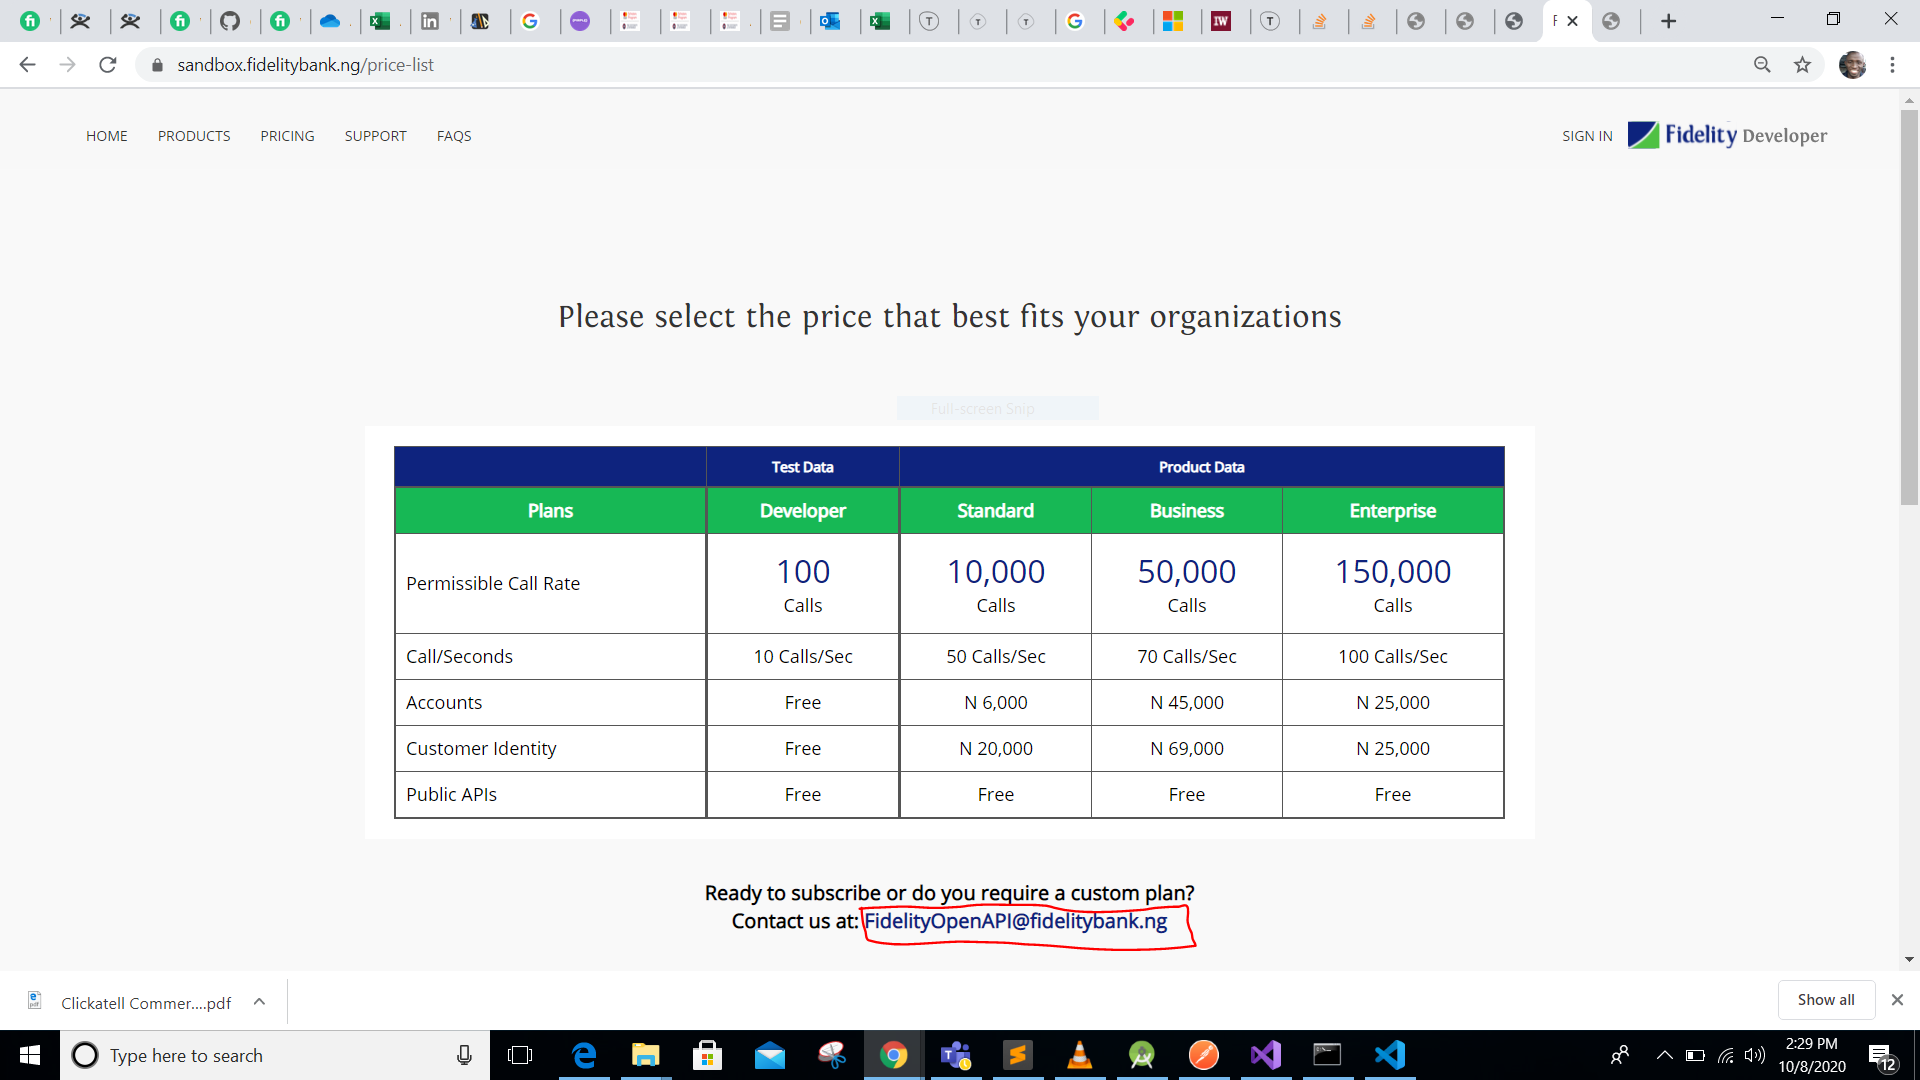 sandbox.fidelitybank.ng/price-list
HOME PRODUCTS PRICING SUPPORT FAQS
SIGN IN Fidelity Developer
Please select the price that best fits your organizations
Full-screen Snip
Test Data Product Data
Plans Developer Standard Business Enterprise
Permissible Call Rate 100 Calls 10,000 Calls 50,000 Calls 150,000 Calls
Call/Seconds 10 Calls/Sec 50 Calls/Sec 70 Calls/Sec 100 Calls/Sec
Accounts Free N 6,000 N 45,000 N 25,000
Customer Identity Free N 20,000 N 69,000 N 25,000
Public APIs Free Free Free Free
Ready to subscribe or do you require a custom plan?
Contact us at: FidelityOpenAPI@fidelitybank.ng
Clickatell Commer....pdf
Show all
Type here to search
2:29 PM
10/8/2020
12